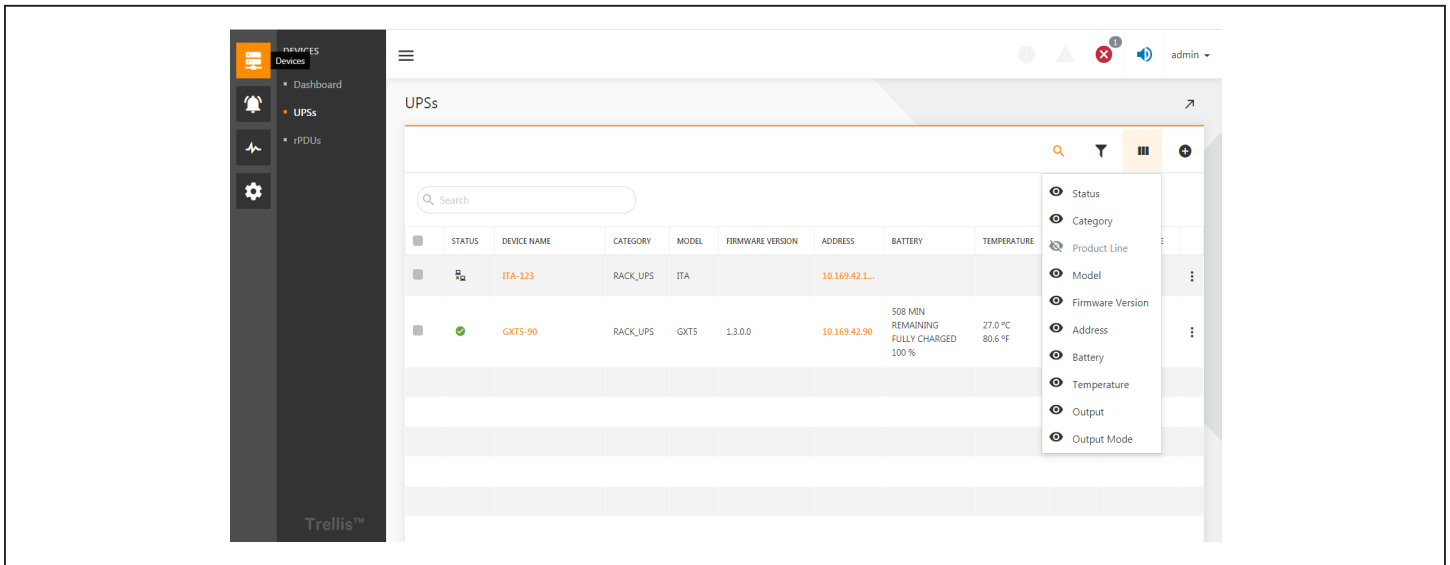 DEVICES
Devices
Dashboard
UPSs
rPDUs
Trellis™
1
admin
UPSs
Search
STATUS DEVICE NAME CATEGORY MODEL FIRMWARE VERSION ADDRESS BATTERY TEMPERATURE E
ITA-123 RACK_UPS ITA 10.169.42.1...
GXT5-90 RACK_UPS GXT5 1.3.0.0 10.169.42.90
508 MIN
REMAINING
FULLY CHARGED
100 %
27.0 °C
80.6 °F
Status
Category
Product Line
Model
Firmware Version
Address
Battery
Temperature
Output
Output Mode